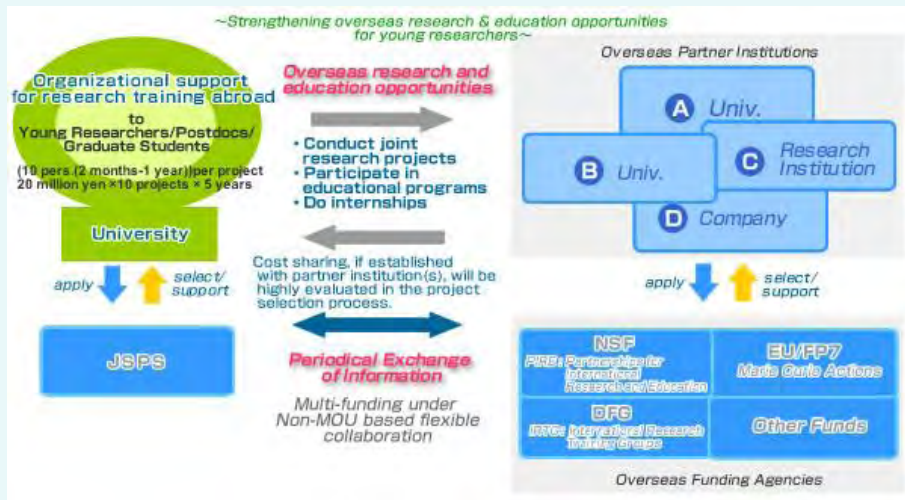 ~Strengthening overseas research & education opportunities
for young researchers~
Organizational support
for research training abroad
to
Young Researchers/Postdocs/
Graduate Students
(10 pers.(2 months-1 year))per project
20 million yen ×10 projects × 5 years
University
apply
select/
support
JSPS
Overseas research and
education opportunities
• Conduct joint
research projects
• Participate in
educational programs
• Do internships
Cost sharing, if established
with partner institution(s), will be
highly evaluated in the project
selection process.
Periodical Exchange
of Information
Multi-funding under
Non-MOU based flexible
collaboration
Overseas Partner Institutions
A Univ.
B Univ.
C Research
Institution
D Company
apply
select/
support
NSF
PIRE: Partnerships for
International
Research and Education
EU/FP7
Marie Curie Actions
DFG
IRTG: International Research
Training Groups
Other Funds
Overseas Funding Agencies